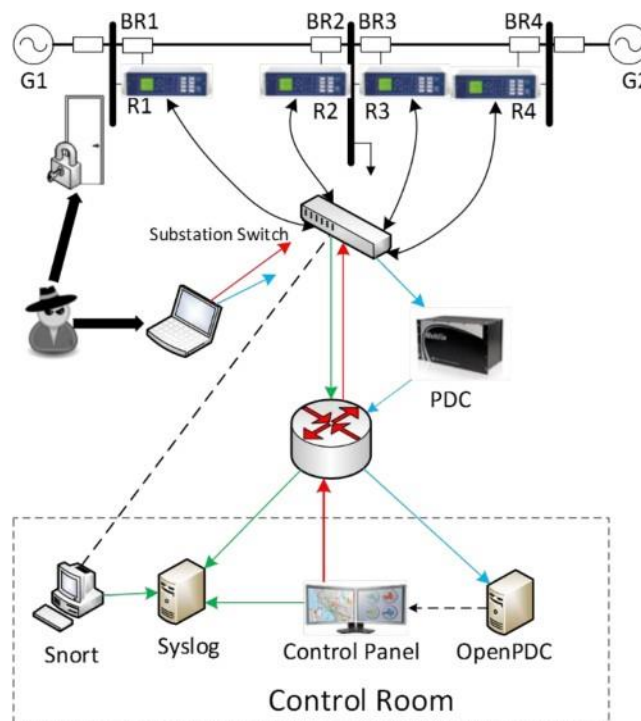 BR1
BR2
BR3
BR4
G1
G2
R1
R2
R3
R4
Substation Switch
PDC
Snort
Syslog
Control Panel
OpenPDC
Control Room